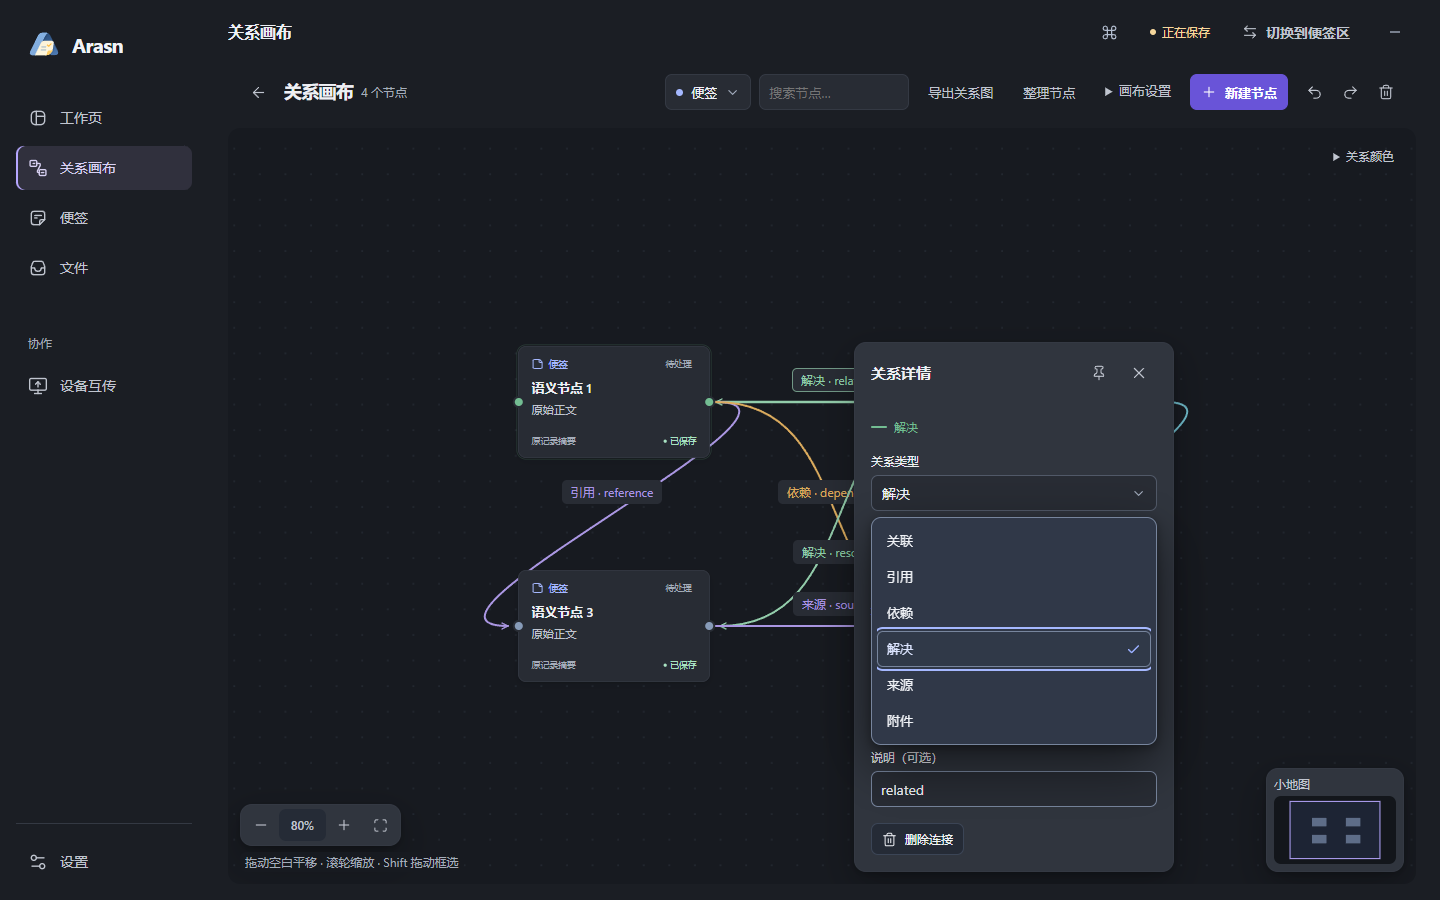 Arasn
工作页
关系画布
便签
文件
协作
设备互传
设置
关系画布
正在保存
切换到便签区
关系画布 4 个节点
便签
搜索节点...
导出关系图
整理节点
画布设置
新建节点
关系颜色
便签 待处理
语义节点 1
原始正文
原记录摘要 已保存
引用 · reference
解决 · rela
依赖 · depen
解决 · reso
来源 · sou
便签 待处理
语义节点 3
原始正文
原记录摘要 已保存
关系详情
解决
关系类型
解决
关联
引用
依赖
解决
来源
附件
说明（可选）
related
删除连接
80%
拖动空白平移 · 滚轮缩放 · Shift 拖动框选
小地图